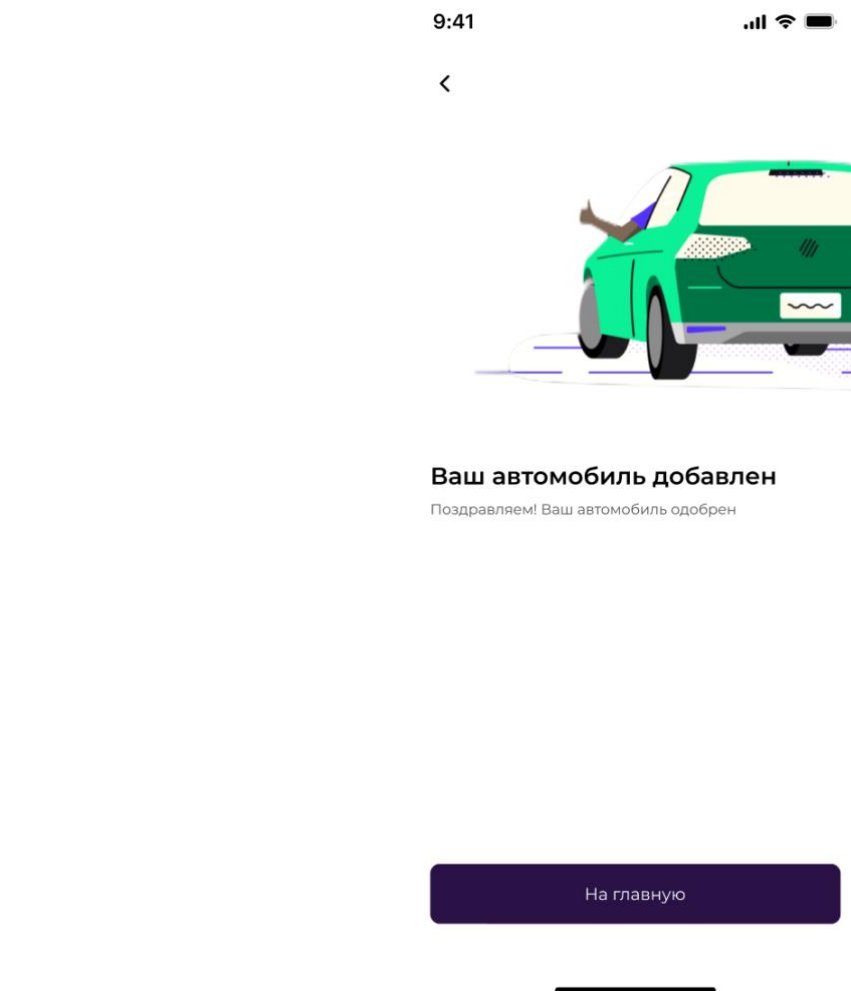 9:41
Ваш автомобиль добавлен
Поздравляем! Ваш автомобиль одобрен
На главную